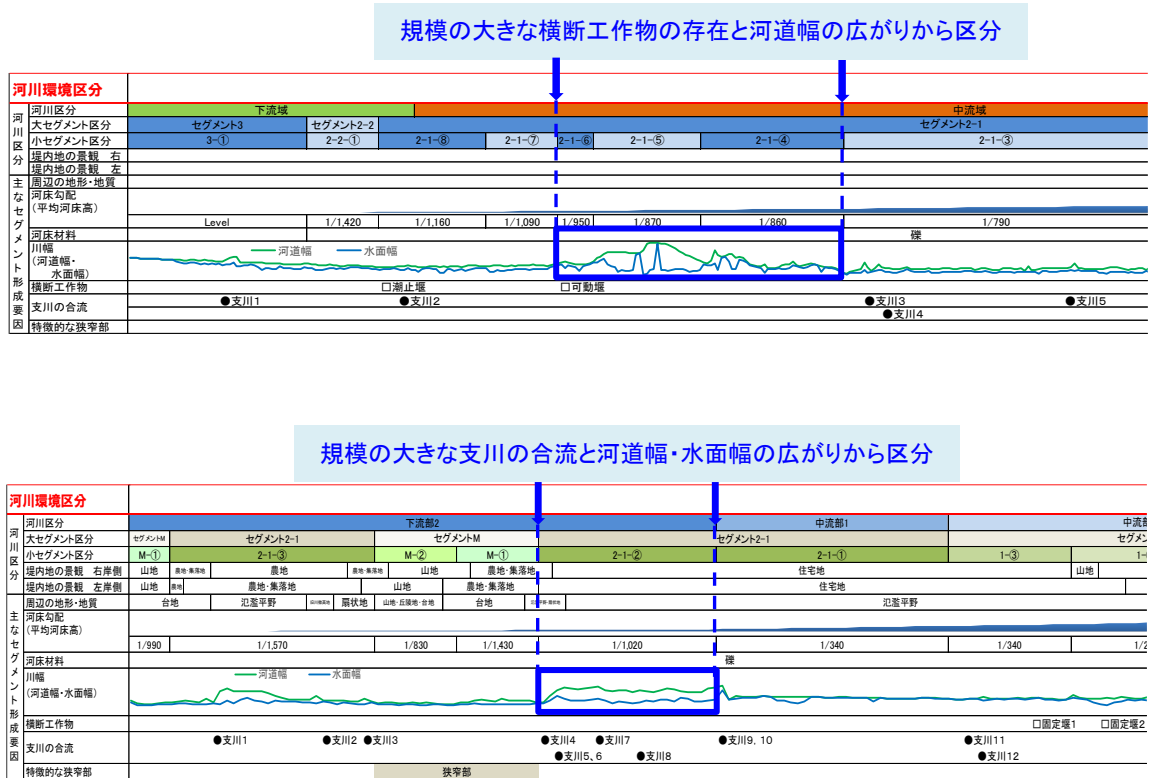 規模の大きな横断工作物の存在と河道幅の広がりから区分
河川環境区分
河川区分
河川区分 下流域 中流域
大セグメント区分 セグメント3 セグメント2-2 セグメント2-1
小セグメント区分 3-① 2-2-① 2-1-⑧ 2-1-⑦ 2-1-⑥ 2-1-⑤ 2-1-④ 2-1-③
堤内地の景観 右
堤内地の景観 左
主なセグメント形成要因
周辺の地形・地質
河床勾配
(平均河床高)
Level 1/1,420 1/1,160 1/1,090 1/950 1/870 1/860 1/790
河床材料 礫
川幅
(河道幅・
水面幅)
河道幅 水面幅
横断工作物 □潮止堰 □可動堰
支川の合流 ●支川1 ●支川2 ●支川3 ●支川5
●支川4
特徴的な狭窄部
規模の大きな支川の合流と河道幅・水面幅の広がりから区分
河川環境区分
河川区分
河川区分 下流部2 中流部1 中流部
大セグメント区分 セグメントM セグメント2-1 セグメントM セグメント2-1 セグメン
小セグメント区分 M-① 2-1-③ M-② M-① 2-1-② 2-1-① 1-③
堤内地の景観 右岸側 山地 農地・集落地 農地 農地・集落地 山地 農地・集落地 住宅地 山地
堤内地の景観 左岸側 山地 農地 農地・集落地 山地 農地・集落地 住宅地
主なセグメント形成要因
周辺の地形・地質 台地 氾濫平野 扇状地 山地・丘陵地・台地 台地 氾濫平野
河床勾配
(平均河床高)
1/990 1/1,570 1/830 1/1,430 1/1,020 1/340 1/340 1/2
河床材料 礫
川幅
(河道幅・水面幅)
河道幅 水面幅
横断工作物 □固定堰1 □固定堰2
支川の合流 ●支川1 ●支川2 ●支川3 ●支川4 ●支川7 ●支川9、10 ●支川11
●支川5、6 ●支川8 ●支川12
特徴的な狭窄部 狭窄部